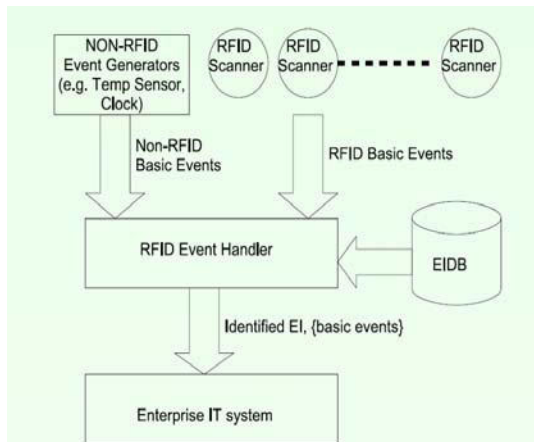 NON-RFID
Event Generators
(e.g. Temp Sensor,
Clock)
RFID
Scanner
RFID
Scanner
RFID
Scanner
Non-RFID
Basic Events
RFID Basic Events
RFID Event Handler
EIDB
Identified EI, {basic events}
Enterprise IT system